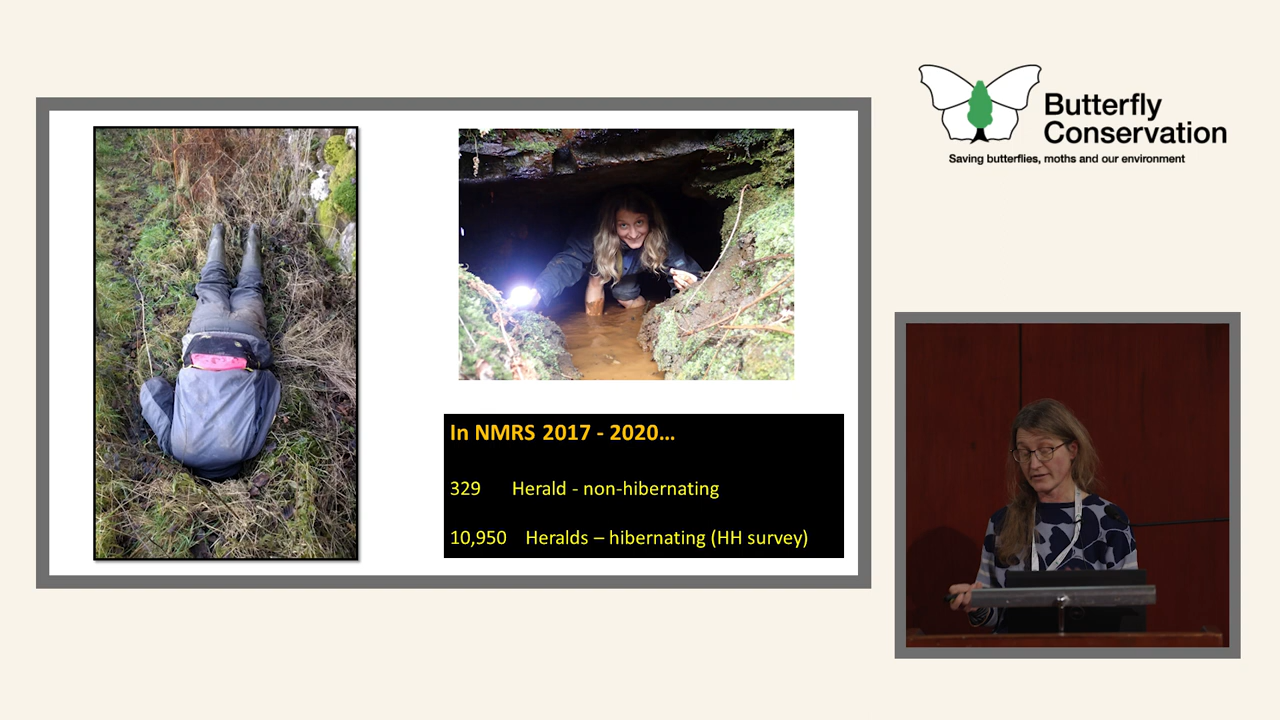 Butterfly
Conservation
Saving butterflies, moths and our environment
In NMRS 2017 - 2020…
329 Herald - non-hibernating
10,950 Heralds – hibernating (HH survey)